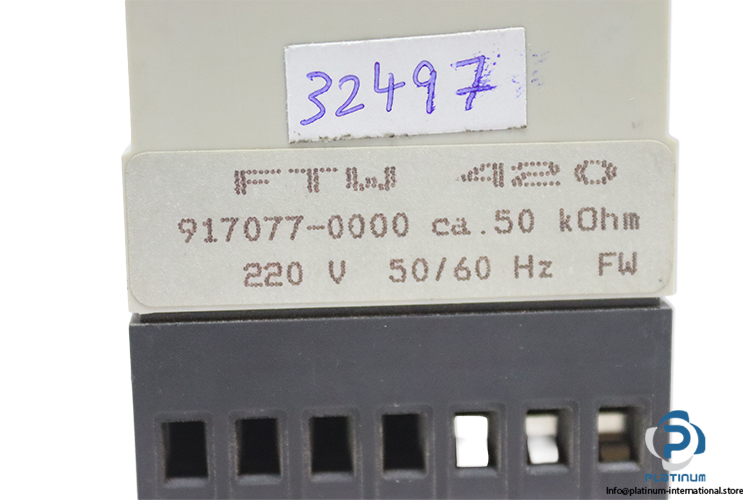 32497
FTW 420
917077-0000 ca.50 kOhm
220 V 50/60 Hz FW
PLATINUM
Info@platinum-international.store